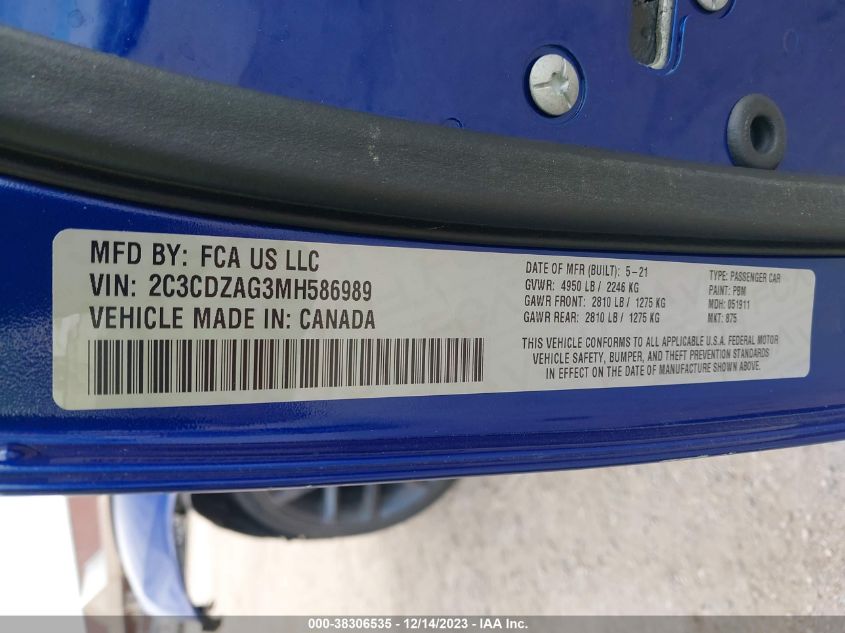 MFD BY: FCA US LLC
VIN: 2C3CDZAG3MH586989
VEHICLE MADE IN: CANADA
DATE OF MFR (BUILT): 5-21
GVWR: 4950 LB / 2246 KG
GAWR FRONT: 2810 LB / 1275 KG
GAWR REAR: 2810 LB / 1275 KG
TYPE: PASSENGER CAR
PAINT: PBM
MDH: 051911
MKT: 875
THIS VEHICLE CONFORMS TO ALL APPLICABLE U.S.A. FEDERAL MOTOR
VEHICLE SAFETY, BUMPER, AND THEFT PREVENTION STANDARDS
IN EFFECT ON THE DATE OF MANUFACTURE SHOWN ABOVE.
000-38306535 - 12/14/2023 - IAA Inc.